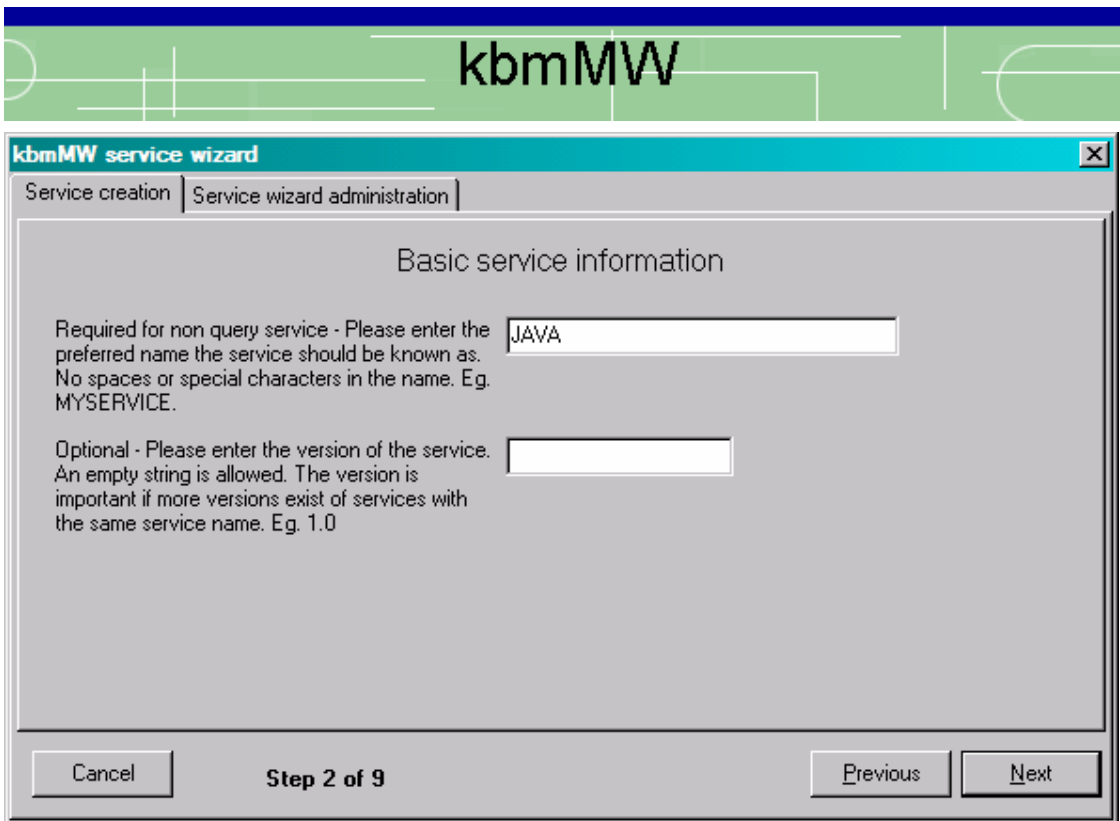 kbmMW
kbmMW service wizard
Service creation
Service wizard administration
Basic service information
Required for non query service - Please enter the
preferred name the service should be known as.
No spaces or special characters in the name. Eg.
MYSERVICE.
JAVA
Optional - Please enter the version of the service.
An empty string is allowed. The version is
important if more versions exist of services with
the same service name. Eg. 1.0
Cancel
Step 2 of 9
Previous
Next